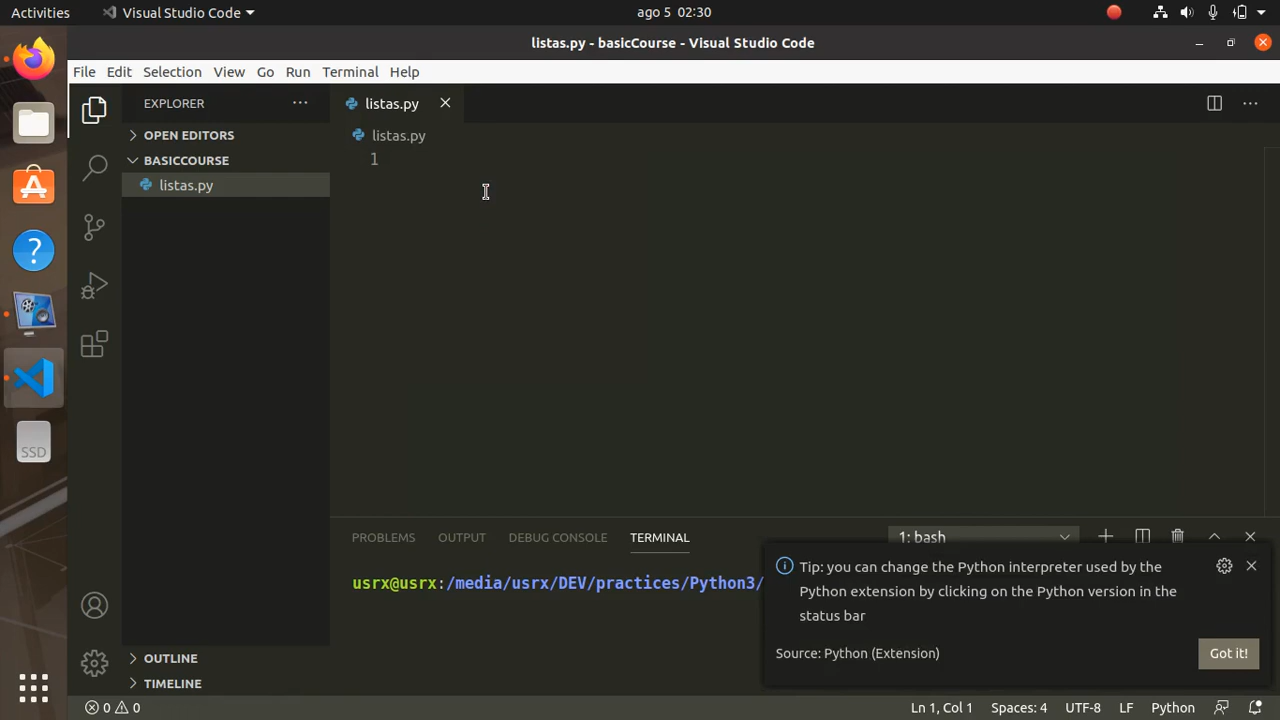 Activities
Visual Studio Code
ago 5 02:30
listas.py - basicCourse - Visual Studio Code
File Edit Selection View Go Run Terminal Help
EXPLORER
listas.py
OPEN EDITORS
listas.py
BASICCOURSE
1
listas.py
PROBLEMS OUTPUT DEBUG CONSOLE TERMINAL
1: bash
usrx@usrx:/media/usrx/DEV/practices/Python3/
Tip: you can change the Python interpreter used by the
Python extension by clicking on the Python version in the
status bar
Source: Python (Extension)
Got it!
SSD
OUTLINE
TIMELINE
0 0
Ln 1, Col 1 Spaces: 4 UTF-8 LF Python